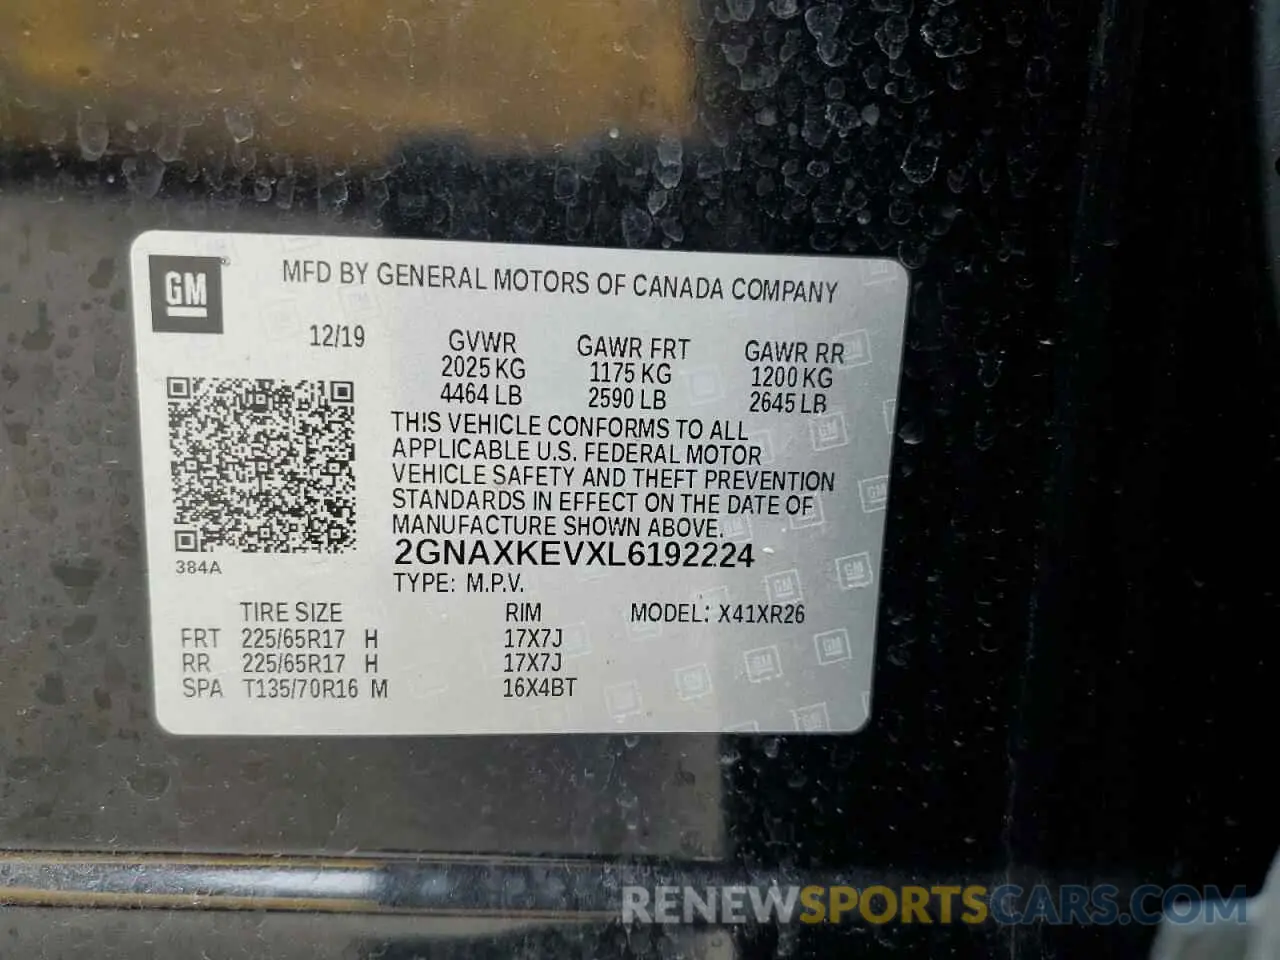 GM®
MFD BY GENERAL MOTORS OF CANADA COMPANY
12/19
GVWR GAWR FRT GAWR RR
2025 KG 1175 KG 1200 KG
4464 LB 2590 LB 2645 LB
THIS VEHICLE CONFORMS TO ALL
APPLICABLE U.S. FEDERAL MOTOR
VEHICLE SAFETY AND THEFT PREVENTION
STANDARDS IN EFFECT ON THE DATE OF
MANUFACTURE SHOWN ABOVE.
2GNAXKEVXL6192224
384A
TYPE: M.P.V.
TIRE SIZE RIM MODEL: X41XR26
FRT 225/65R17 H 17X7J
RR 225/65R17 H 17X7J
SPA T135/70R16 M 16X4BT
RENEWSPORTSCARS.COM